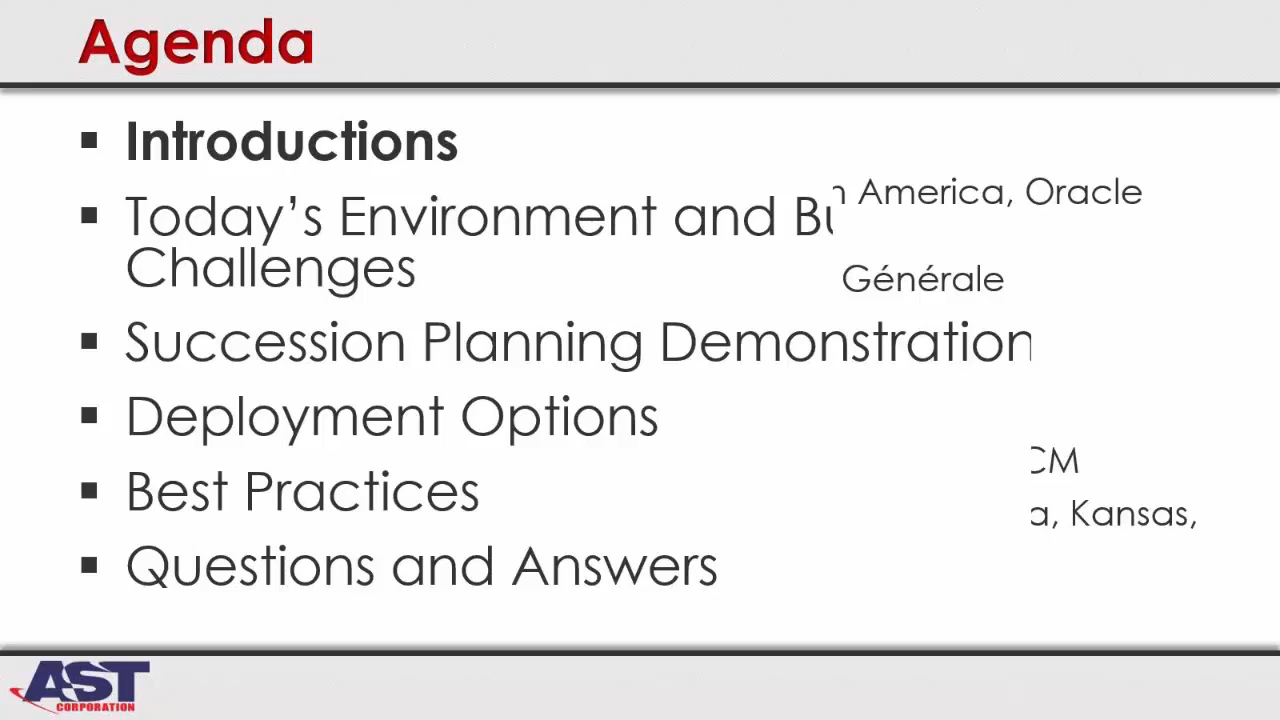 Agenda
▪ Introductions
▪ Today's Environment and Bu
n America, Oracle
Challenges
Générale
▪ Succession Planning Demonstration
▪ Deployment Options
CM
▪ Best Practices
a, Kansas,
▪ Questions and Answers
AST
CORPORATION